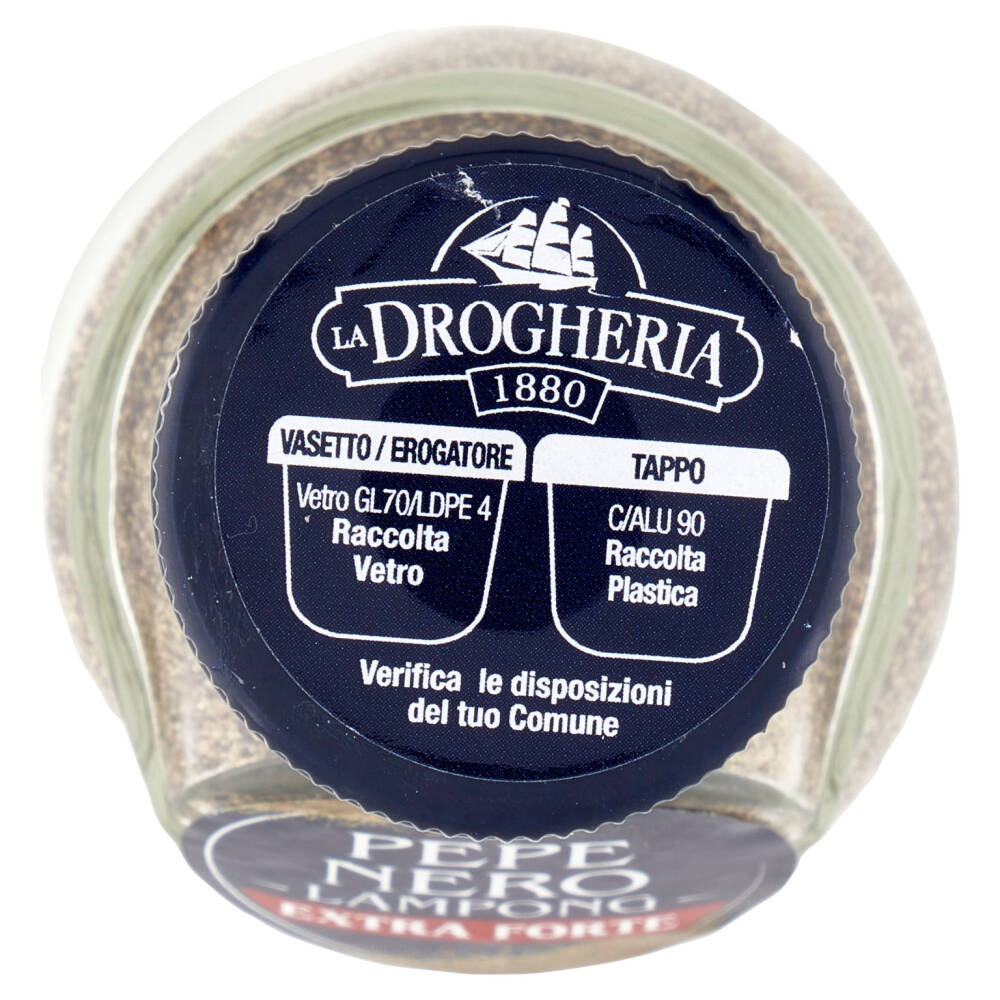 LA DROGHERIA
1880
VASETTO / EROGATORE
Vetro GL70/LDPE 4
Raccolta
Vetro
TAPPO
C/ALU 90
Raccolta
Plastica
Verifica le disposizioni
del tuo Comune
PEPE
NERO
LAMPONG
EXTRA FORTE